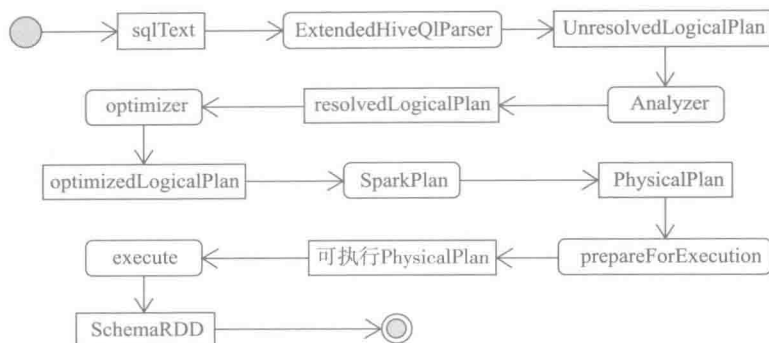 sqlText
ExtendedHiveQlParser
UnresolvedLogicalPlan
Analyzer
resolvedLogicalPlan
optimizer
optimizedLogicalPlan
SparkPlan
PhysicalPlan
prepareForExecution
可执行PhysicalPlan
execute
SchemaRDD